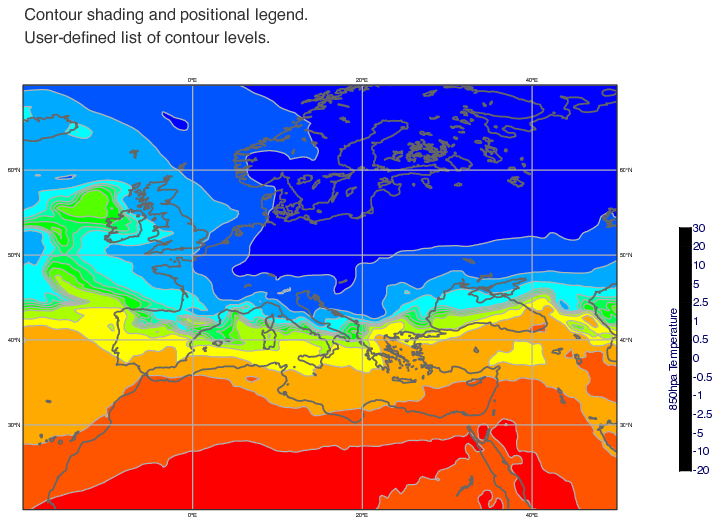 Contour shading and positional legend.
User-defined list of contour levels.
0°E 20°E 40°E
60°N 60°N
50°N 50°N
40°N 40°N
30°N 30°N
0°E 20°E 40°E
850hpa Temperature
30
20
10
5
2.5
1
0.5
0
-0.5
-1
-2.5
-5
-10
-20